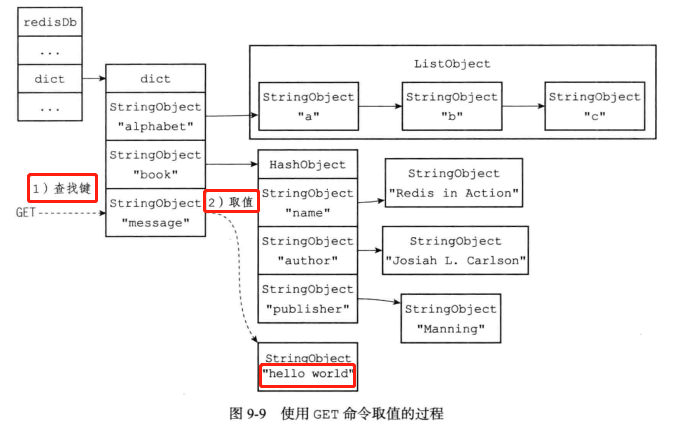 redisDb
...
dict
...
dict
StringObject
"alphabet"
StringObject
"book"
StringObject
"message"
1）查找键
GET
2）取值
ListObject
StringObject
"a"
StringObject
"b"
StringObject
"c"
HashObject
StringObject
"name"
StringObject
"author"
StringObject
"publisher"
StringObject
"Redis in Action"
StringObject
"Josiah L. Carlson"
StringObject
"Manning"
StringObject
"hello world"
图 9-9 使用 GET 命令取值的过程